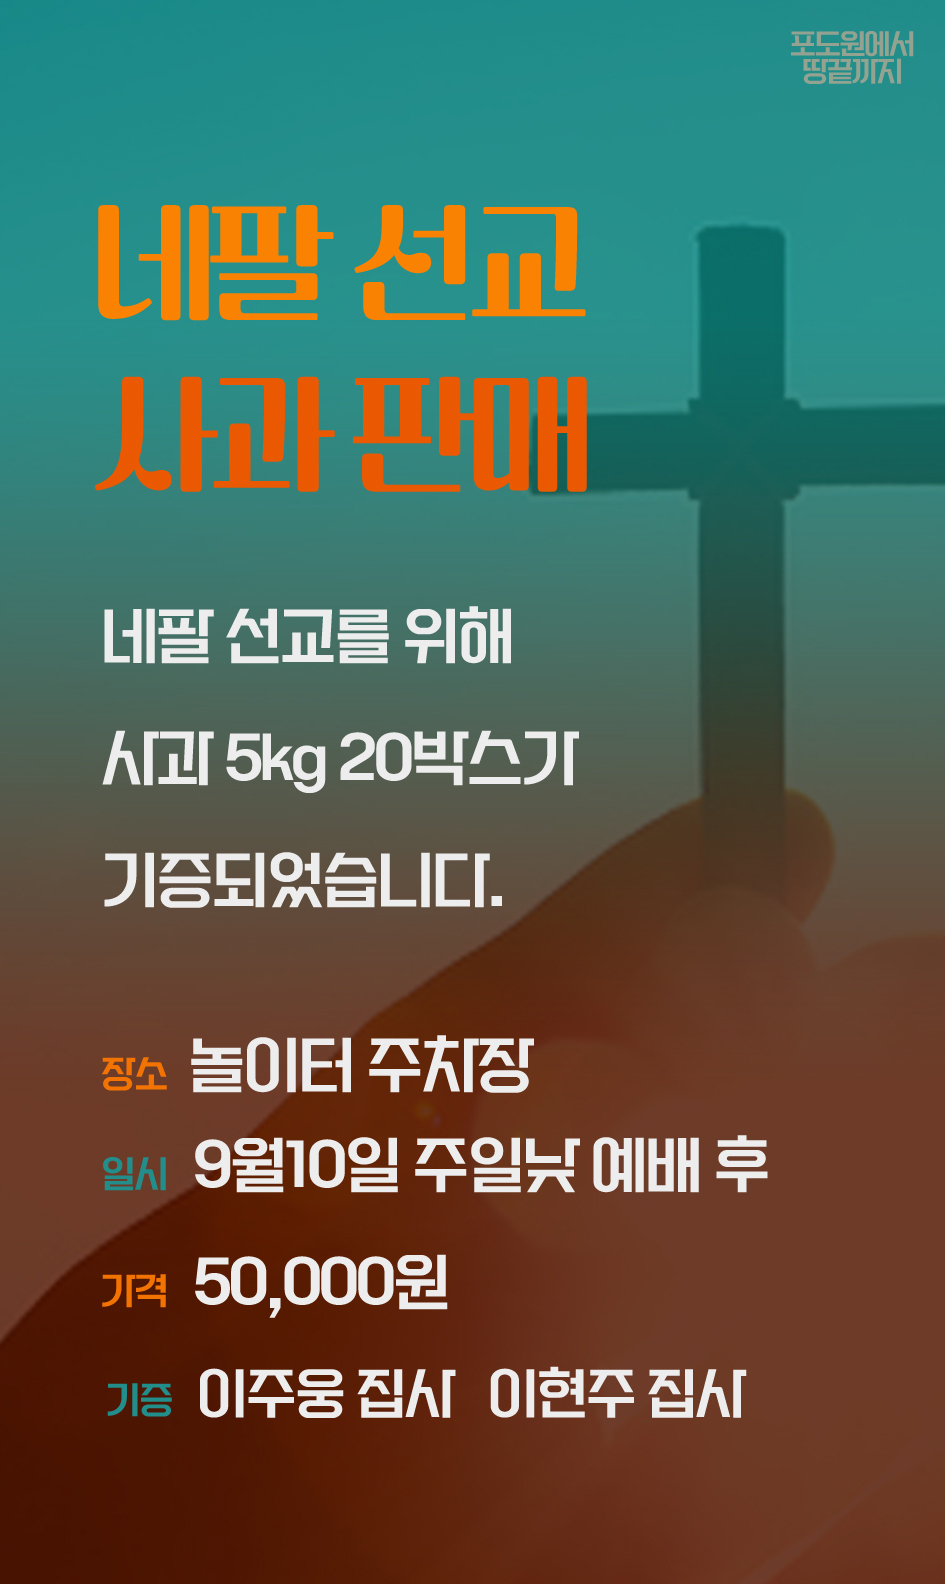 포도원에서
땅끝까지
네팔 선교
사과 판매
네팔 선교를 위해
사과 5kg 20박스가
기증되었습니다.
장소 놀이터 주차장
일시 9월10일 주일낮 예배 후
가격 50,000원
기증 이주웅 집사 이현주 집사